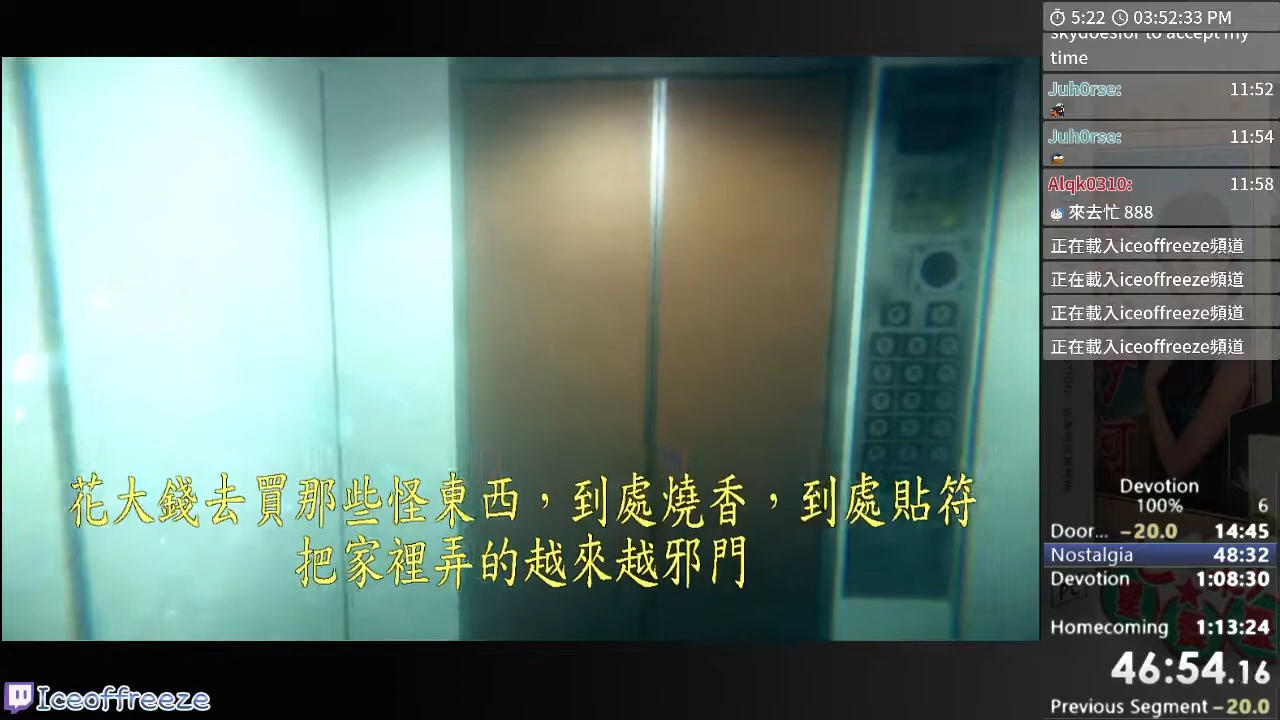 5:22 03:52:33 PM
skydoesfor to accept my
time
Juh0rse: 11:52
Juh0rse: 11:54
Alqk0310: 11:58
來去忙 888
正在載入iceoffreeze頻道
正在載入iceoffreeze頻道
正在載入iceoffreeze頻道
正在載入iceoffreeze頻道
花大錢去買那些怪東西，到處燒香，到處貼符
把家裡弄的越來越邪門
Devotion
100% 6
Door... −20.0 14:45
Nostalgia 48:32
Devotion 1:08:30
Homecoming 1:13:24
46:54.16
Previous Segment −20.0
Iceoffreeze